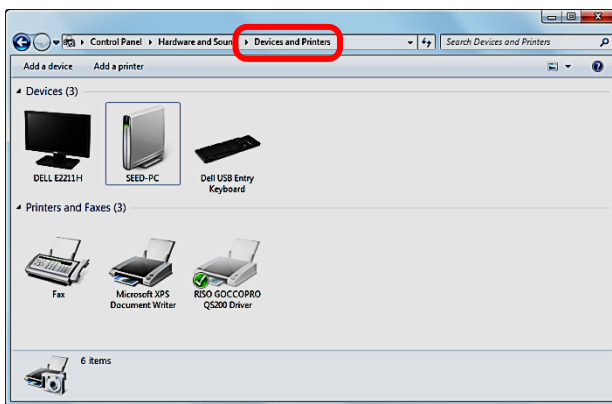 Control Panel ▸ Hardware and Soun ▸ Devices and Printers
Search Devices and Printers
Add a device Add a printer
Devices (3)
DELL E2211H
SEED-PC
Dell USB Entry
Keyboard
Printers and Faxes (3)
Fax
Microsoft XPS
Document Writer
RISO GOCCOPRO
QS200 Driver
6 items